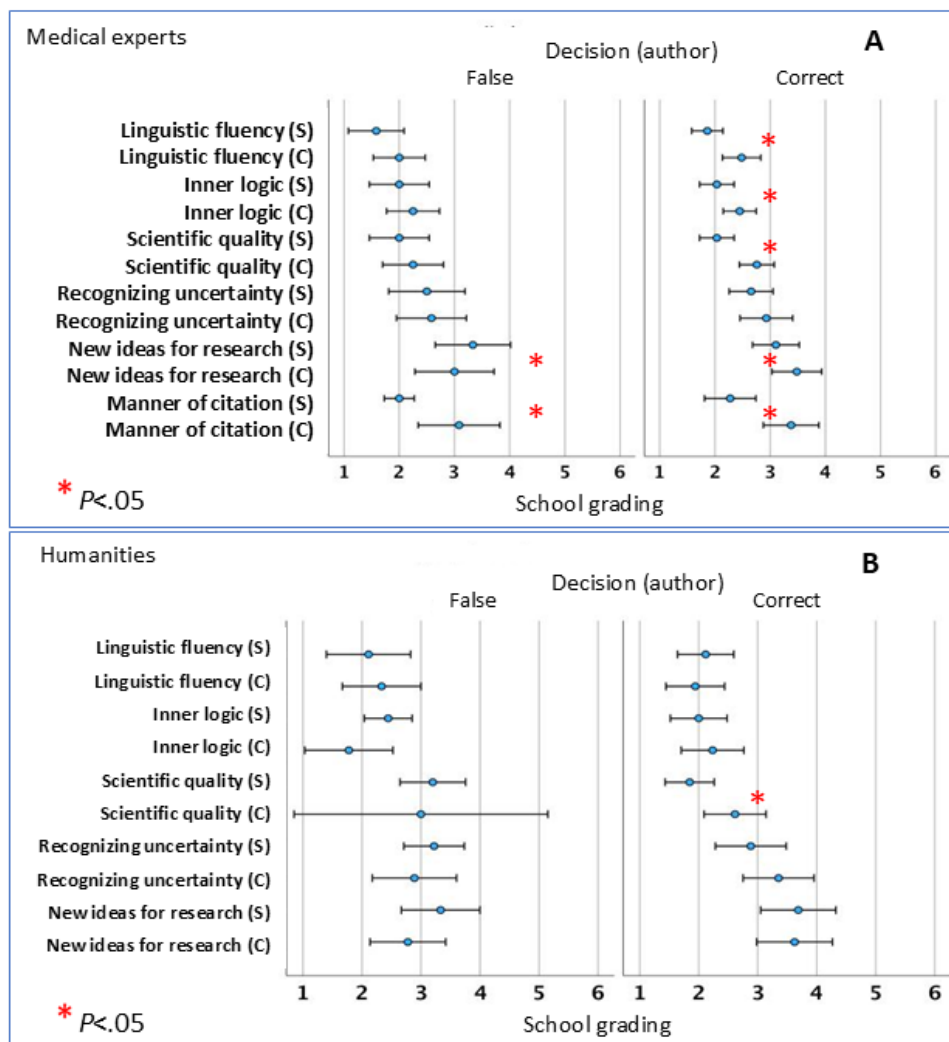 Medical experts
A
Decision (author)
False
Correct
Linguistic fluency (S)
Linguistic fluency (C)
Inner logic (S)
Inner logic (C)
Scientific quality (S)
Scientific quality (C)
Recognizing uncertainty (S)
Recognizing uncertainty (C)
New ideas for research (S)
New ideas for research (C)
Manner of citation (S)
Manner of citation (C)
* * * * * * *
1 2 3 4 5 6 1 2 3 4 5 6
School grading
* P<.05
Humanities
B
Decision (author)
False
Correct
Linguistic fluency (S)
Linguistic fluency (C)
Inner logic (S)
Inner logic (C)
Scientific quality (S)
Scientific quality (C)
Recognizing uncertainty (S)
Recognizing uncertainty (C)
New ideas for research (S)
New ideas for research (C)
*
1 2 3 4 5 6 1 2 3 4 5 6
School grading
* P<.05